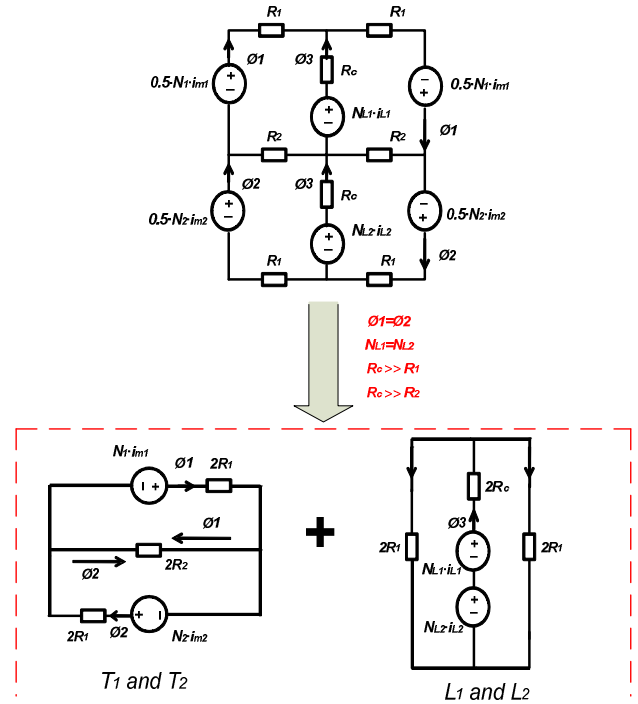 R1 R1
Ø1 Ø3 Rc
0.5·N1·im1 0.5·N1·im1
NL1·iL1 Ø1
R2 R2
Ø2 Ø3 Rc
0.5·N2·im2 0.5·N2·im2
NL2·iL2 Ø2
R1 R1
Ø1=Ø2
NL1=NL2
Rc >> R1
Rc >> R2
N1·im1 Ø1 2R1
Ø1
Ø2 2R2
2R1 Ø2 N2·im2
T1 and T2
+
2Rc
Ø3
2R1 2R1
NL1·iL1
NL2·iL2
L1 and L2